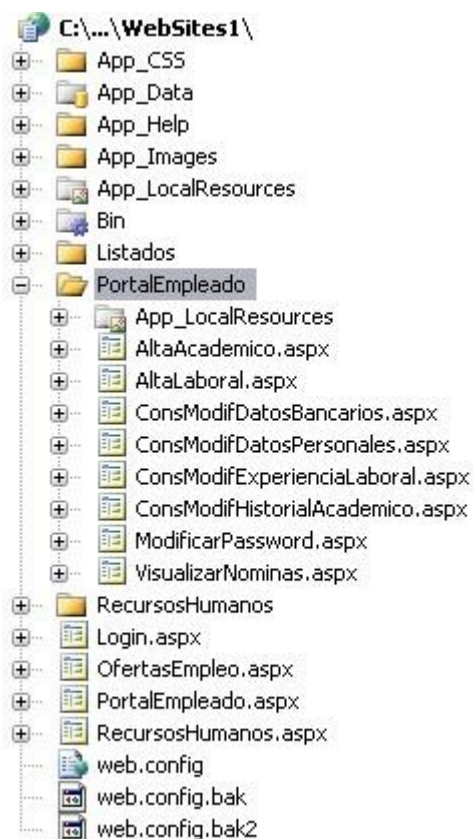 C:\...\WebSites1\
App_CSS
App_Data
App_Help
App_Images
App_LocalResources
Bin
Listados
PortalEmpleado
App_LocalResources
AltaAcademico.aspx
AltaLaboral.aspx
ConsModifDatosBancarios.aspx
ConsModifDatosPersonales.aspx
ConsModifExperienciaLaboral.aspx
ConsModifHistorialAcademico.aspx
ModificarPassword.aspx
VisualizarNominas.aspx
RecursosHumanos
Login.aspx
OfertasEmpleo.aspx
PortalEmpleado.aspx
RecursosHumanos.aspx
web.config
web.config.bak
web.config.bak2